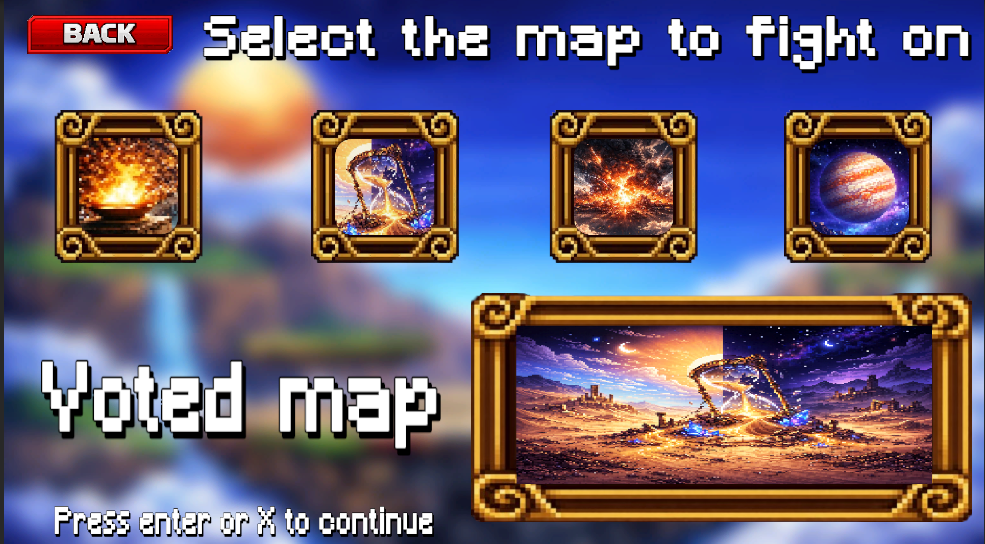 BACK
Select the map to fight on
Voted map
Press enter or X to continue